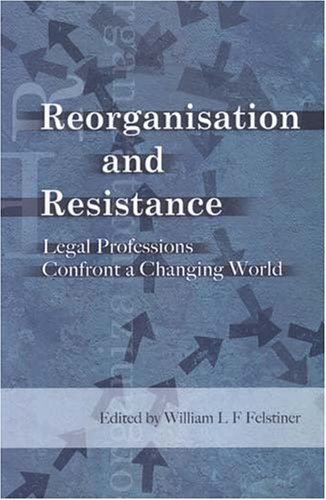 Reorganisation
and
Resistance
Legal Professions
Confront a Changing World
Edited by William L F Felstiner